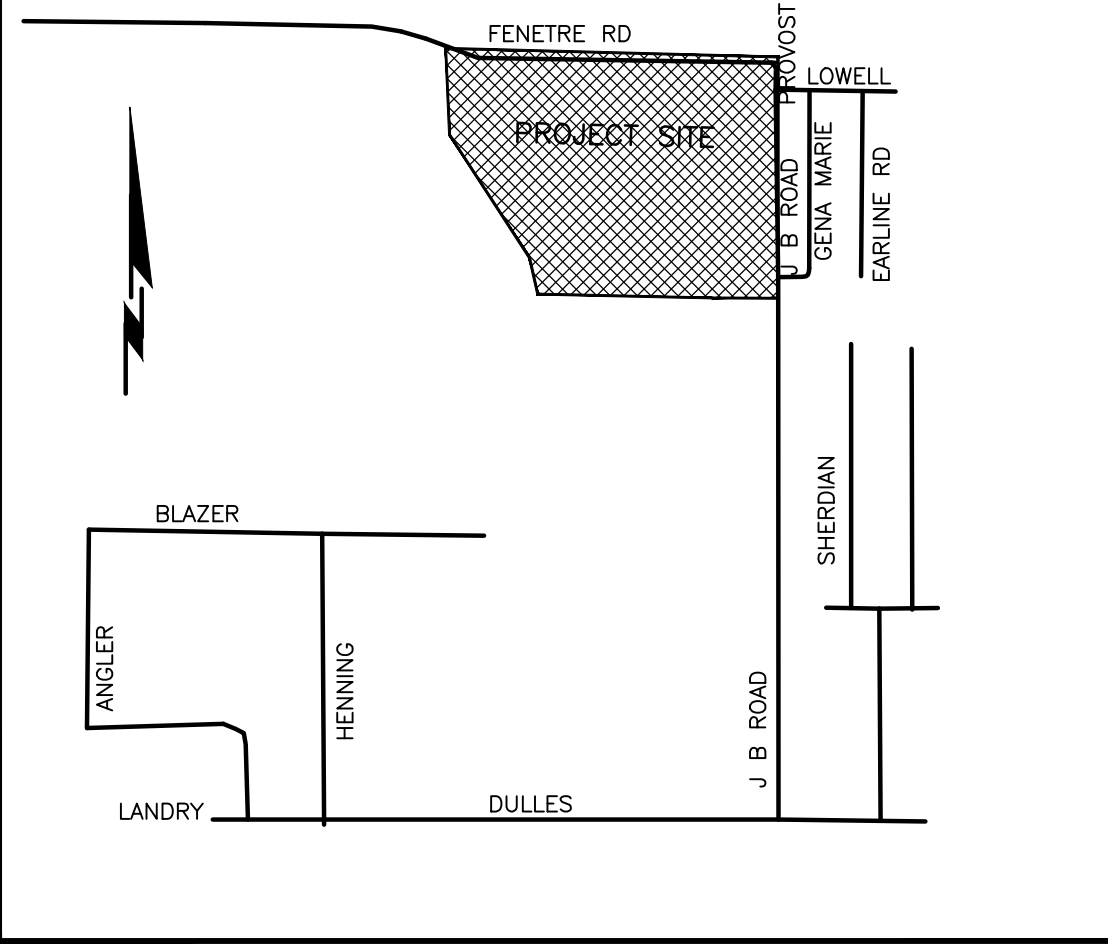 FENETRE RD
PROVOST
LOWELL
PROJECT SITE
J B ROAD
GENA MARIE
EARLINE RD
SHERDIAN
BLAZER
ANGLER
HENNING
J B ROAD
LANDRY
DULLES